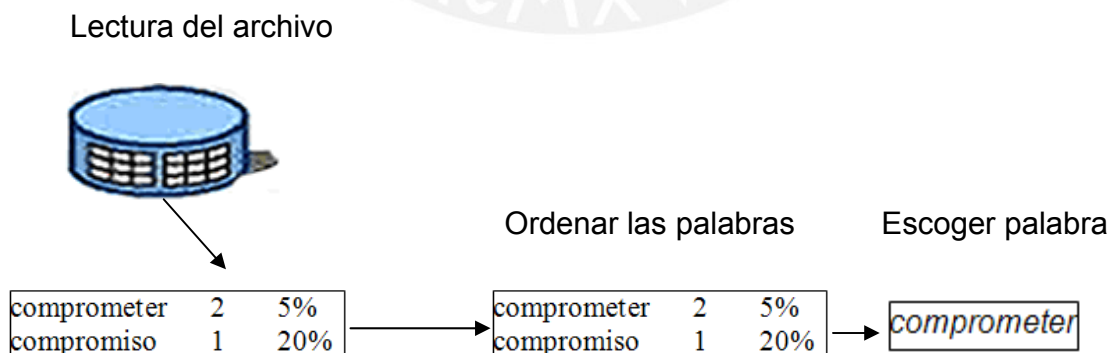 Lectura del archivo
Ordenar las palabras
Escoger palabra
comprometer 2 5%
compromiso 1 20%
comprometer 2 5%
compromiso 1 20%
comprometer